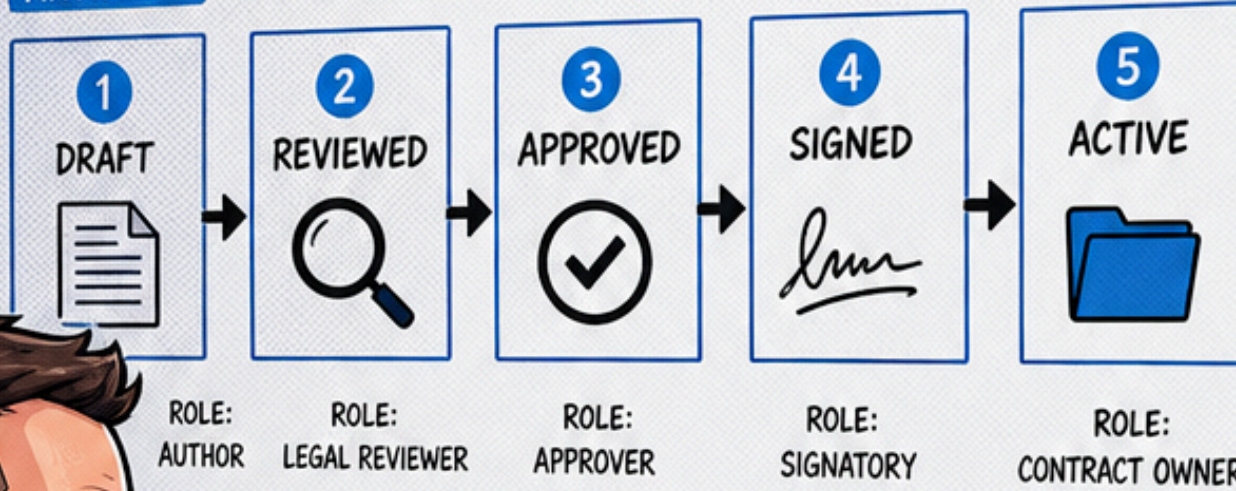 1
DRAFT
2
REVIEWED
3
APPROVED
4
SIGNED
5
ACTIVE
ROLE:
AUTHOR
ROLE:
LEGAL REVIEWER
ROLE:
APPROVER
ROLE:
SIGNATORY
ROLE:
CONTRACT OWNER